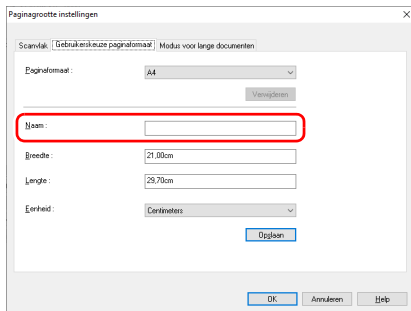 Paginagrootte instellingen
Scanvlak Gebruikerskeuze paginaformaat Modus voor lange documenten
Paginaformaat : A4
Verwijderen
Naam :
Breedte : 21,00cm
Lengte : 29,70cm
Eenheid : Centimeters
Opslaan
OK Annuleren Help